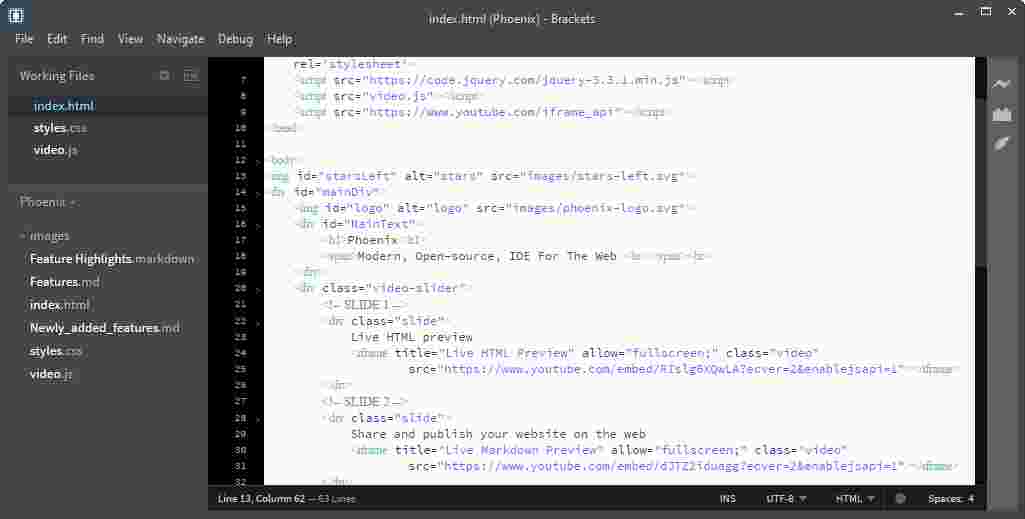 index.html (Phoenix) - Brackets
File Edit Find View Navigate Debug Help
Working Files
index.html
styles.css
video.js
Phoenix
images
Feature Highlights.markdown
Features.md
index.html
Newly_added_features.md
styles.css
video.js
rel='stylesheet'>
7 <script src="https://code.jquery.com/jquery-3.3.1.min.js"></script>
8 <script src="video.js"></script>
9 <script src="https://www.youtube.com/iframe_api"></script>
10 </head>
11
12 <body>
13 <img id="starsLeft" alt="stars" src="images/stars-left.svg">
14 <div id="mainDiv">
15 <img id="logo" alt="logo" src="images/phoenix-logo.svg">
16 <div id="MainText">
17 <h1>Phoenix</h1>
18 <span>Modern, Open-source, IDE For The Web <br></span><br>
19 </div>
20 <div class="video-slider">
21 <!-- SLIDE 1 -->
22 <div class="slide">
23 Live HTML preview
24 <iframe title="Live HTML Preview" allow="fullscreen;" class="video"
25 src="https://www.youtube.com/embed/RIslg6XQwLA?ecver=2&enablejsapi=1"></iframe>
26 </div>
27 <!-- SLIDE 2 -->
28 <div class="slide">
29 Share and publish your website on the web
30 <iframe title="Live Markdown Preview" allow="fullscreen;" class="video"
31 src="https://www.youtube.com/embed/dJTZ2iduagg?ecver=2&enablejsapi=1"></iframe>
32 </div>
Line 13, Column 62 — 63 Lines INS UTF-8 HTML Spaces: 4